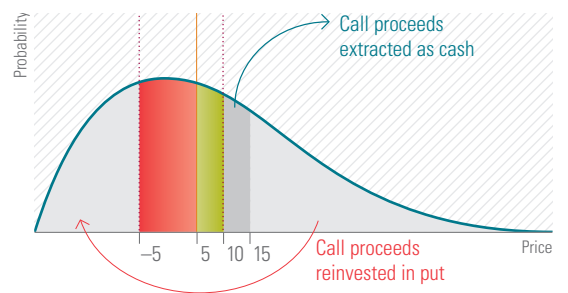 Probability
Call proceeds
extracted as cash
–5
5
10
15
Price
Call proceeds
reinvested in put